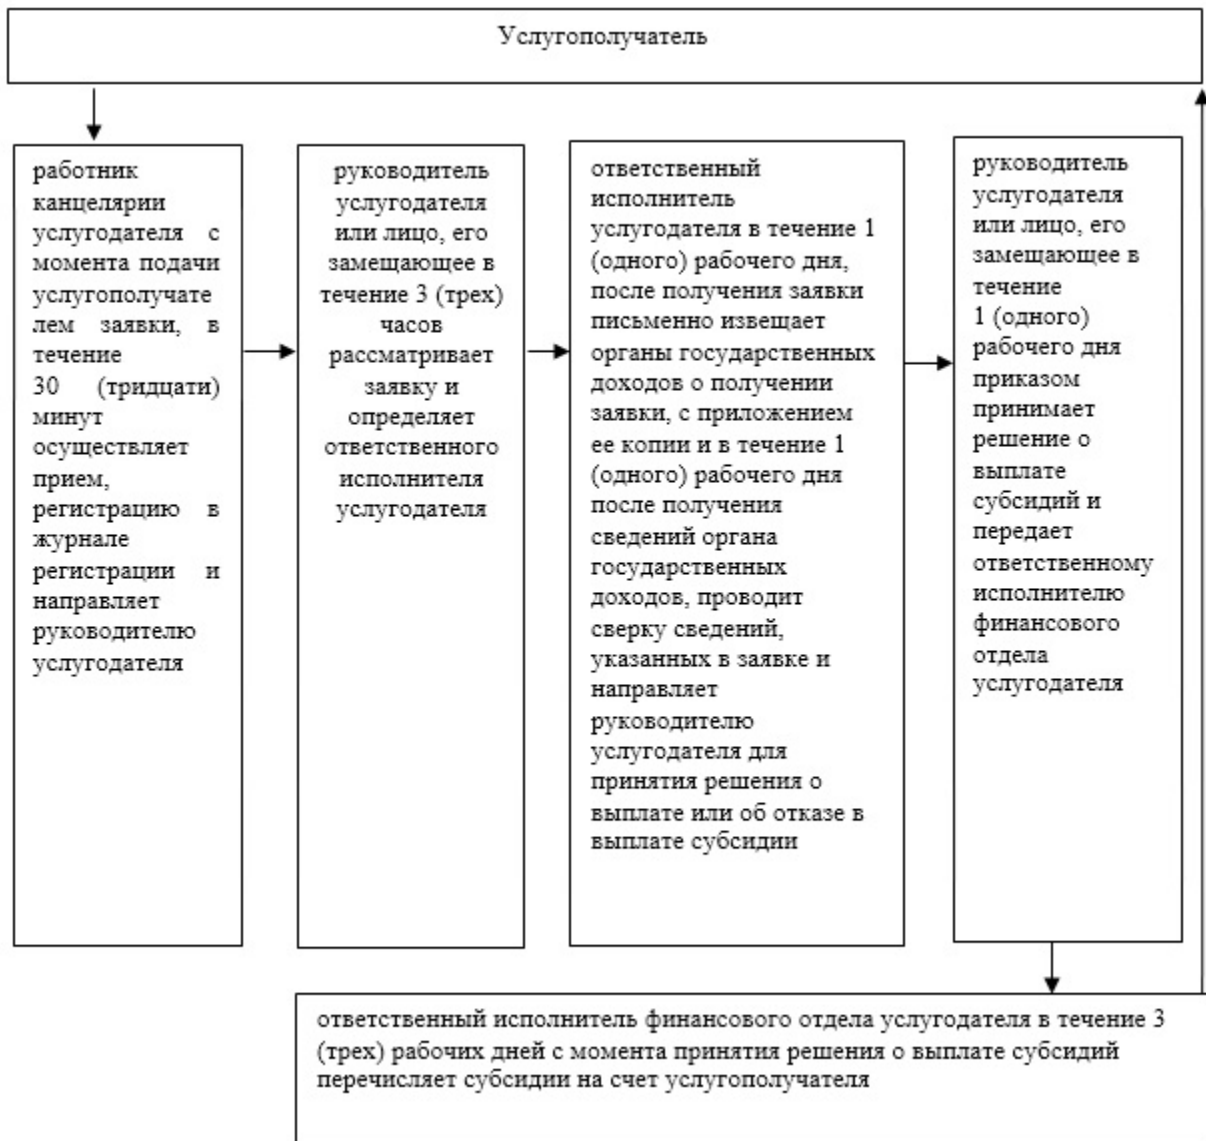 Услугополучатель
работник
канцелярии
услугодателя с
момента подачи
услугополучате
лем заявки, в
течение
30 (тридцати)
минут
осуществляет
прием,
регистрацию в
журнале
регистрации и
направляет
руководителю
услугодателя
руководитель
услугодателя
или лицо, его
замещающее в
течение 3 (трех)
часов
рассматривает
заявку и
определяет
ответственного
исполнителя
услугодателя
ответственный
исполнитель
услугодателя в течение 1
(одного) рабочего дня,
после получения заявки
письменно извещает
органы государственных
доходов о получении
заявки, с приложением
ее копии и в течение 1
(одного) рабочего дня
после получения
сведений органа
государственных
доходов, проводит
сверку сведений,
указанных в заявке и
направляет
руководителю
услугодателя для
принятия решения о
выплате или об отказе в
выплате субсидии
руководитель
услугодателя
или лицо, его
замещающее в
течение
1 (одного)
рабочего дня
приказом
принимает
решение о
выплате
субсидий и
передает
ответственному
исполнителю
финансового
отдела
услугодателя
ответственный исполнитель финансового отдела услугодателя в течение 3
(трех) рабочих дней с момента принятия решения о выплате субсидий
перечисляет субсидии на счет услугополучателя